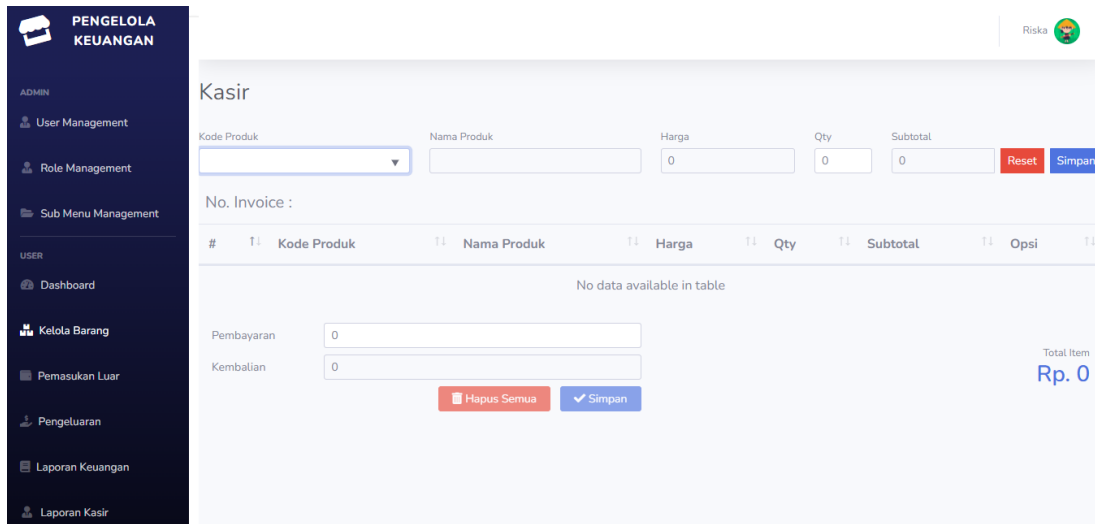 PENGELOLA
KEUANGAN
ADMIN
User Management
Role Management
Sub Menu Management
USER
Dashboard
Kelola Barang
Pemasukan Luar
Pengeluaran
Laporan Keuangan
Laporan Kasir
Riska
Kasir
Kode Produk Nama Produk Harga Qty Subtotal
0 0 0 Reset Simpan
No. Invoice :
# Kode Produk Nama Produk Harga Qty Subtotal Opsi
No data available in table
Pembayaran 0
Kembalian 0
Hapus Semua Simpan
Total Item
Rp. 0